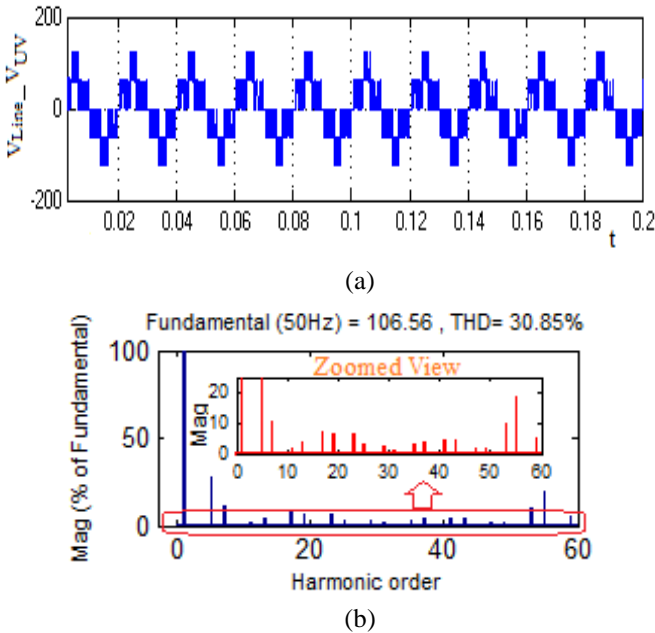 200
0
-200
V_Line_ V_UV
0.02 0.04 0.06 0.08 0.1 0.12 0.14 0.16 0.18 0.2
t
(a)
Fundamental (50Hz) = 106.56 , THD= 30.85%
Mag (% of Fundamental)
100
50
0
Zoomed View
Mag
20
10
0
0 10 20 30 40 50 60
0 20 40 60
Harmonic order
(b)